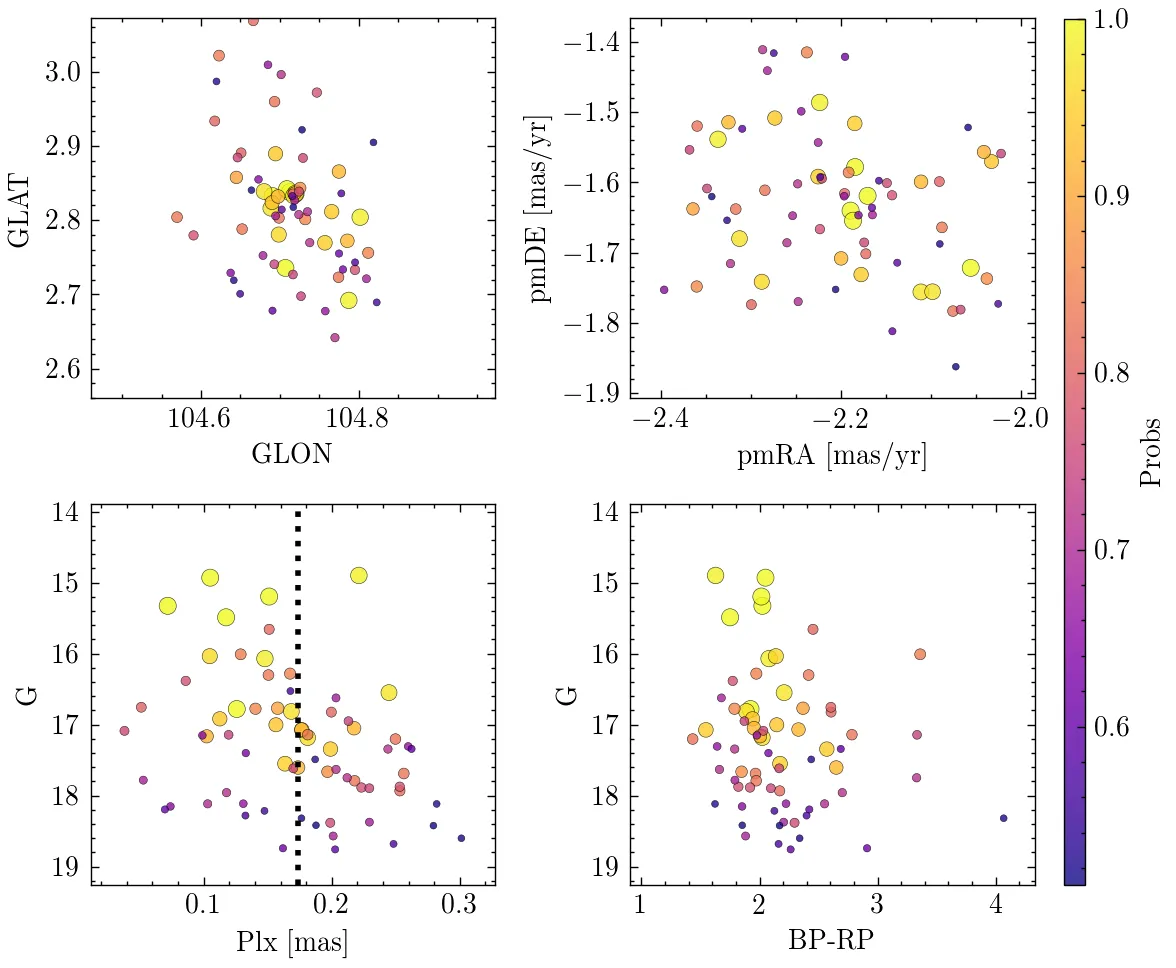 3.0
2.9
2.8
2.7
2.6
GLAT
104.6 104.8
GLON
−1.4
−1.5
−1.6
−1.7
−1.8
−1.9
pmDE [mas/yr]
−2.4 −2.2 −2.0
pmRA [mas/yr]
14
15
16
17
18
19
G
0.1 0.2 0.3
Plx [mas]
14
15
16
17
18
19
G
1 2 3 4
BP-RP
1.0
0.9
0.8
0.7
0.6
Probs